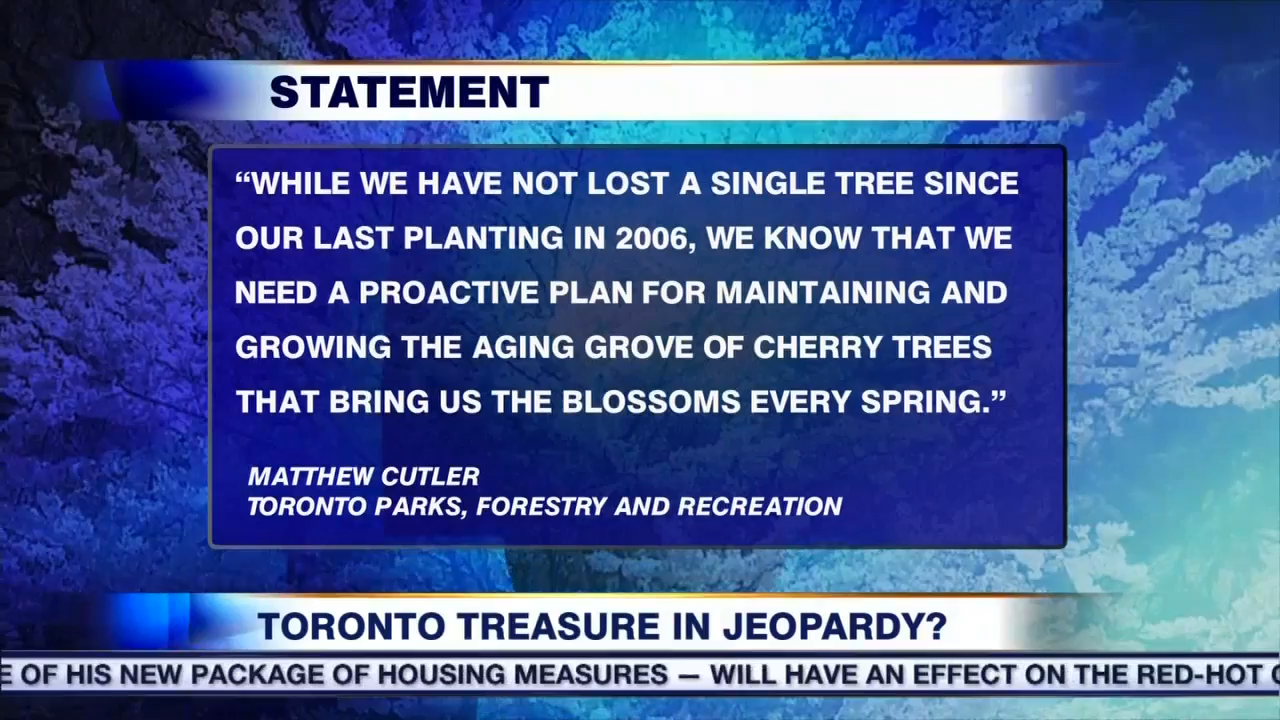 STATEMENT
“WHILE WE HAVE NOT LOST A SINGLE TREE SINCE
OUR LAST PLANTING IN 2006, WE KNOW THAT WE
NEED A PROACTIVE PLAN FOR MAINTAINING AND
GROWING THE AGING GROVE OF CHERRY TREES
THAT BRING US THE BLOSSOMS EVERY SPRING.”
MATTHEW CUTLER
TORONTO PARKS, FORESTRY AND RECREATION
TORONTO TREASURE IN JEOPARDY?
OF HIS NEW PACKAGE OF HOUSING MEASURES — WILL HAVE AN EFFECT ON THE RED-HOT